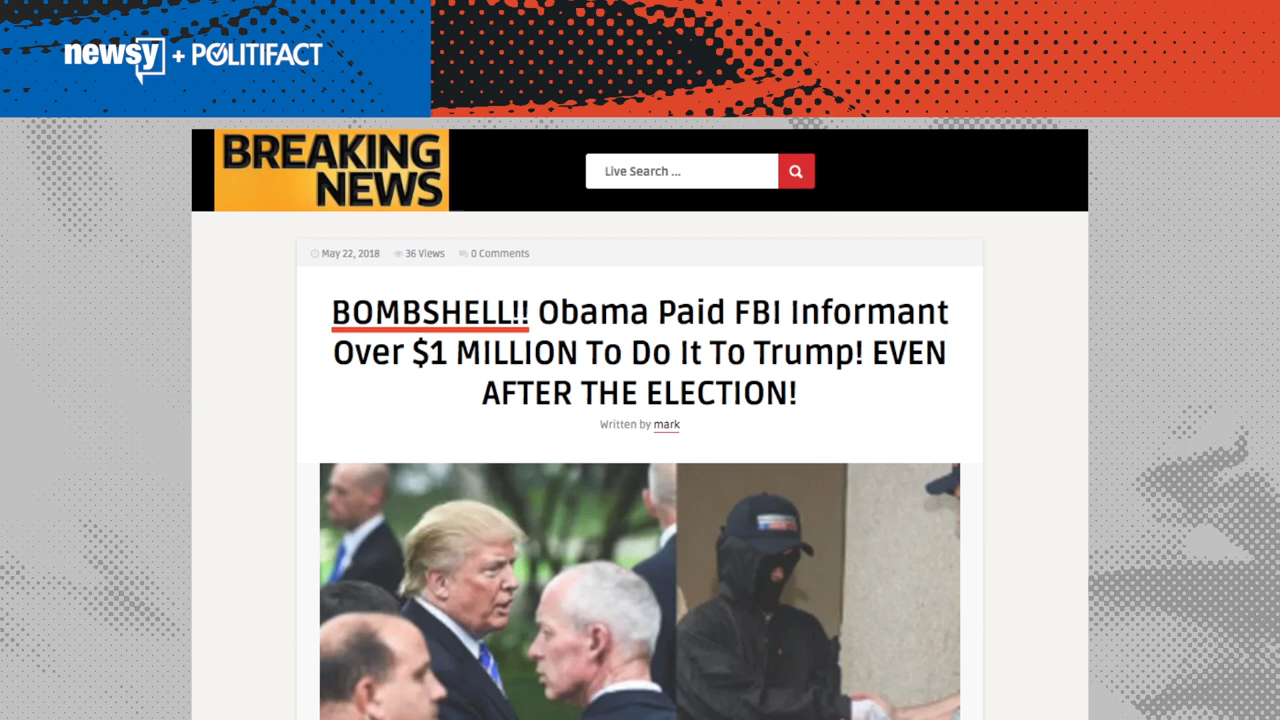 newsy + POLITIFACT
BREAKING
NEWS
Live Search ...
May 22, 2018 36 Views 0 Comments
BOMBSHELL!! Obama Paid FBI Informant
Over $1 MILLION To Do It To Trump! EVEN
AFTER THE ELECTION!
Written by mark